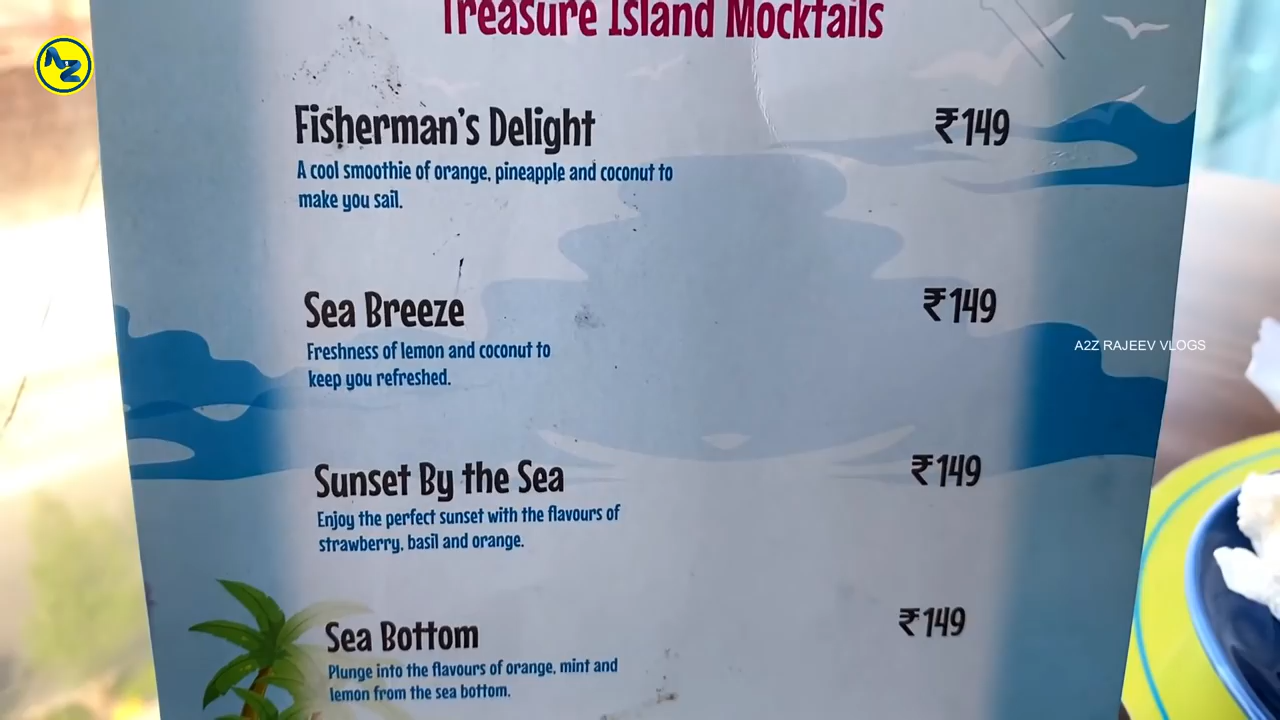 AZ
Treasure Island Mocktails
Fisherman's Delight ₹149
A cool smoothie of orange, pineapple and coconut to
make you sail.
Sea Breeze ₹149
Freshness of lemon and coconut to
keep you refreshed.
A2Z RAJEEV VLOGS
Sunset By the Sea ₹149
Enjoy the perfect sunset with the flavours of
strawberry, basil and orange.
Sea Bottom ₹149
Plunge into the flavours of orange, mint and
lemon from the sea bottom.